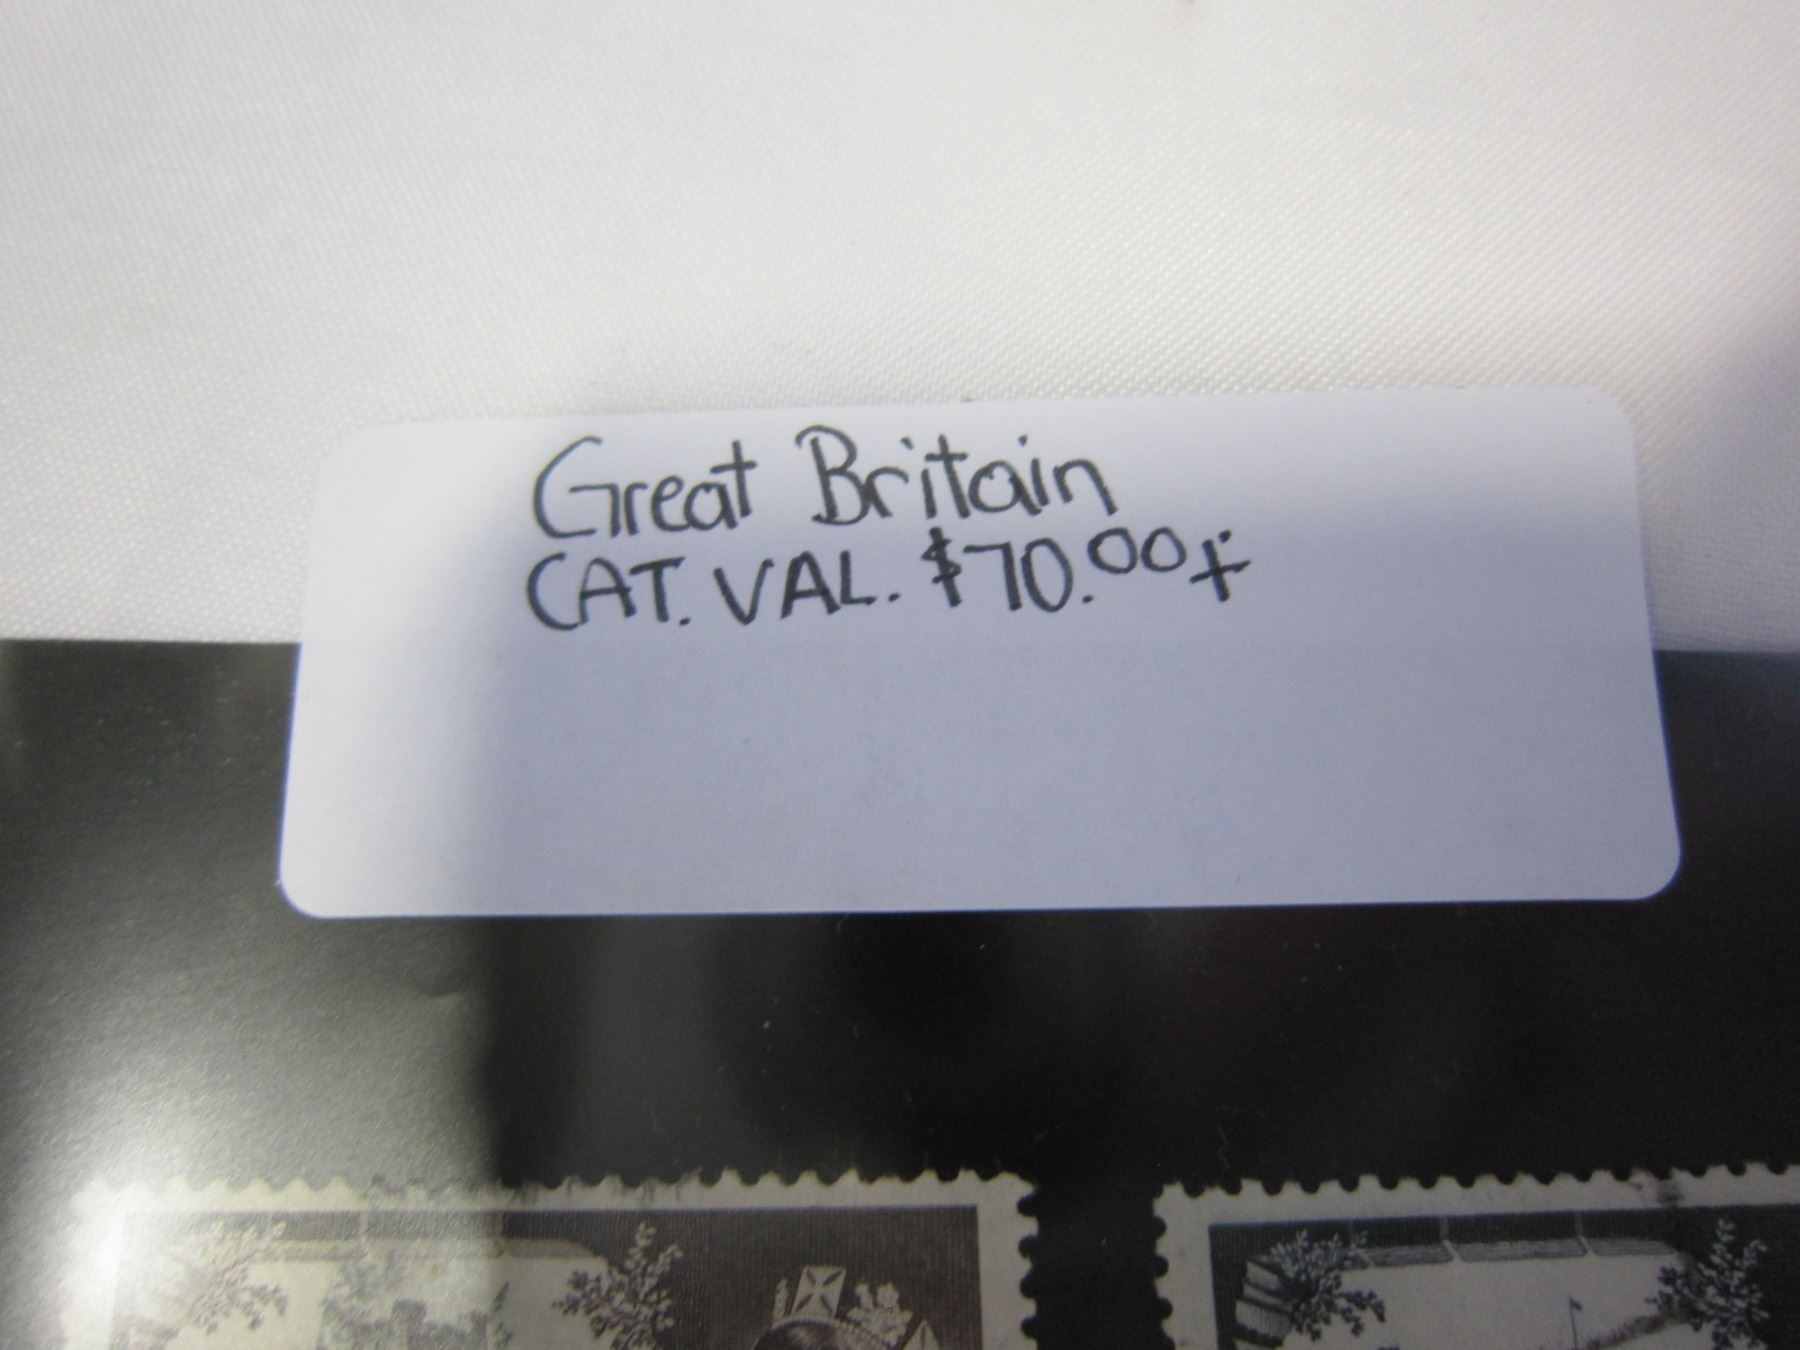 Great Britain
CAT. VAL. $70.00+